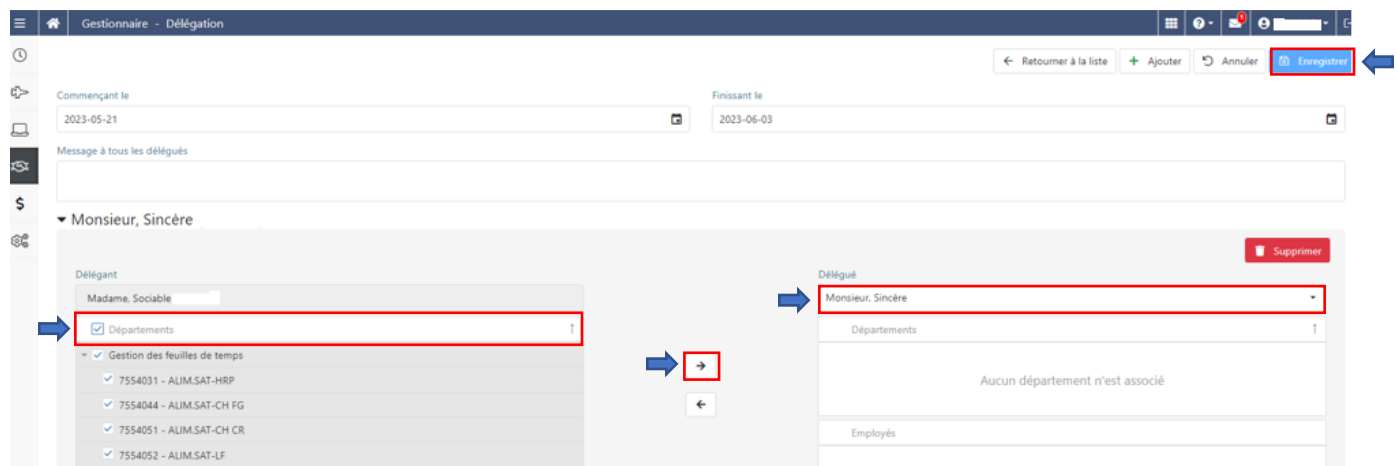 Gestionnaire - Délégation
1
Retourner à la liste
Ajouter
Annuler
Enregistrer
Commençant le
Finissant le
2023-05-21
2023-06-03
Message à tous les délégués
Monsieur, Sincère
Supprimer
Délégant
Délégué
Madame, Sociable
Monsieur, Sincère
Départements
Départements
Gestion des feuilles de temps
7554031 - ALIM.SAT-HRP
Aucun département n'est associé
7554044 - ALIM.SAT-CH FG
7554051 - ALIM.SAT-CH CR
Employés
7554052 - ALIM.SAT-LF